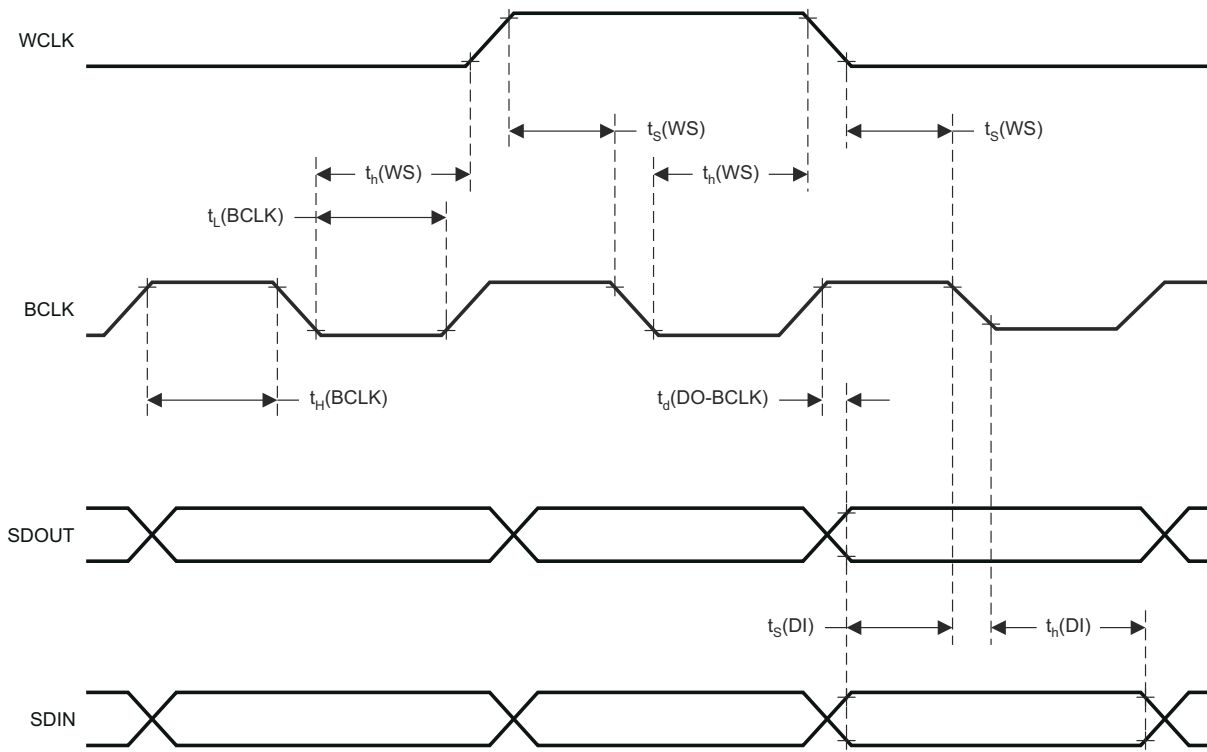 WCLK
t_S(WS)
t_S(WS)
t_h(WS)
t_h(WS)
t_L(BCLK)
BCLK
t_H(BCLK)
t_d(DO-BCLK)
SDOUT
t_S(DI)
t_h(DI)
SDIN